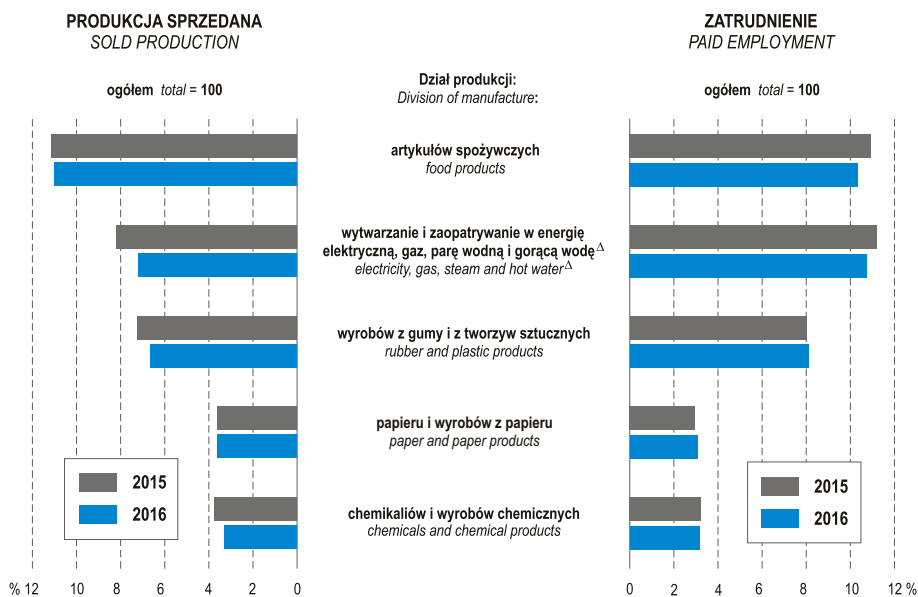 PRODUKCJA SPRZEDANA
SOLD PRODUCTION
ZATRUDNIENIE
PAID EMPLOYMENT
ogółem total = 100
Dział produkcji:
Division of manufacture:
ogółem total = 100
artykułów spożywczych
food products
wytwarzanie i zaopatrywanie w energię
elektryczną, gaz, parę wodną i gorącą wodę∆
electricity, gas, steam and hot water∆
wyrobów z gumy i z tworzyw sztucznych
rubber and plastic products
papieru i wyrobów z papieru
paper and paper products
chemikaliów i wyrobów chemicznych
chemicals and chemical products
2015
2016
2015
2016
% 12 10 8 6 4 2 0
0 2 4 6 8 10 12 %